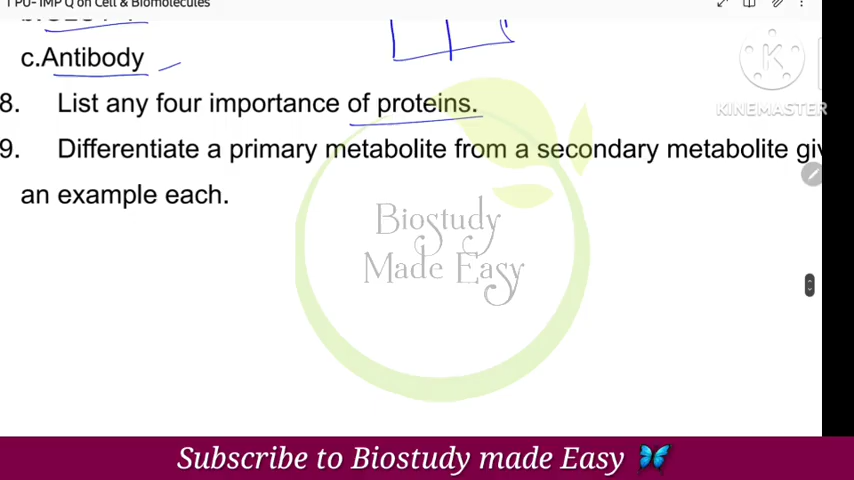 1 PU- IMP Q on Cell & Biomolecules
c.Antibody
8. List any four importance of proteins.
9. Differentiate a primary metabolite from a secondary metabolite
an example each.
KINEMASTER
Biostudy
Made Easy
Subscribe to Biostudy made Easy 🦋